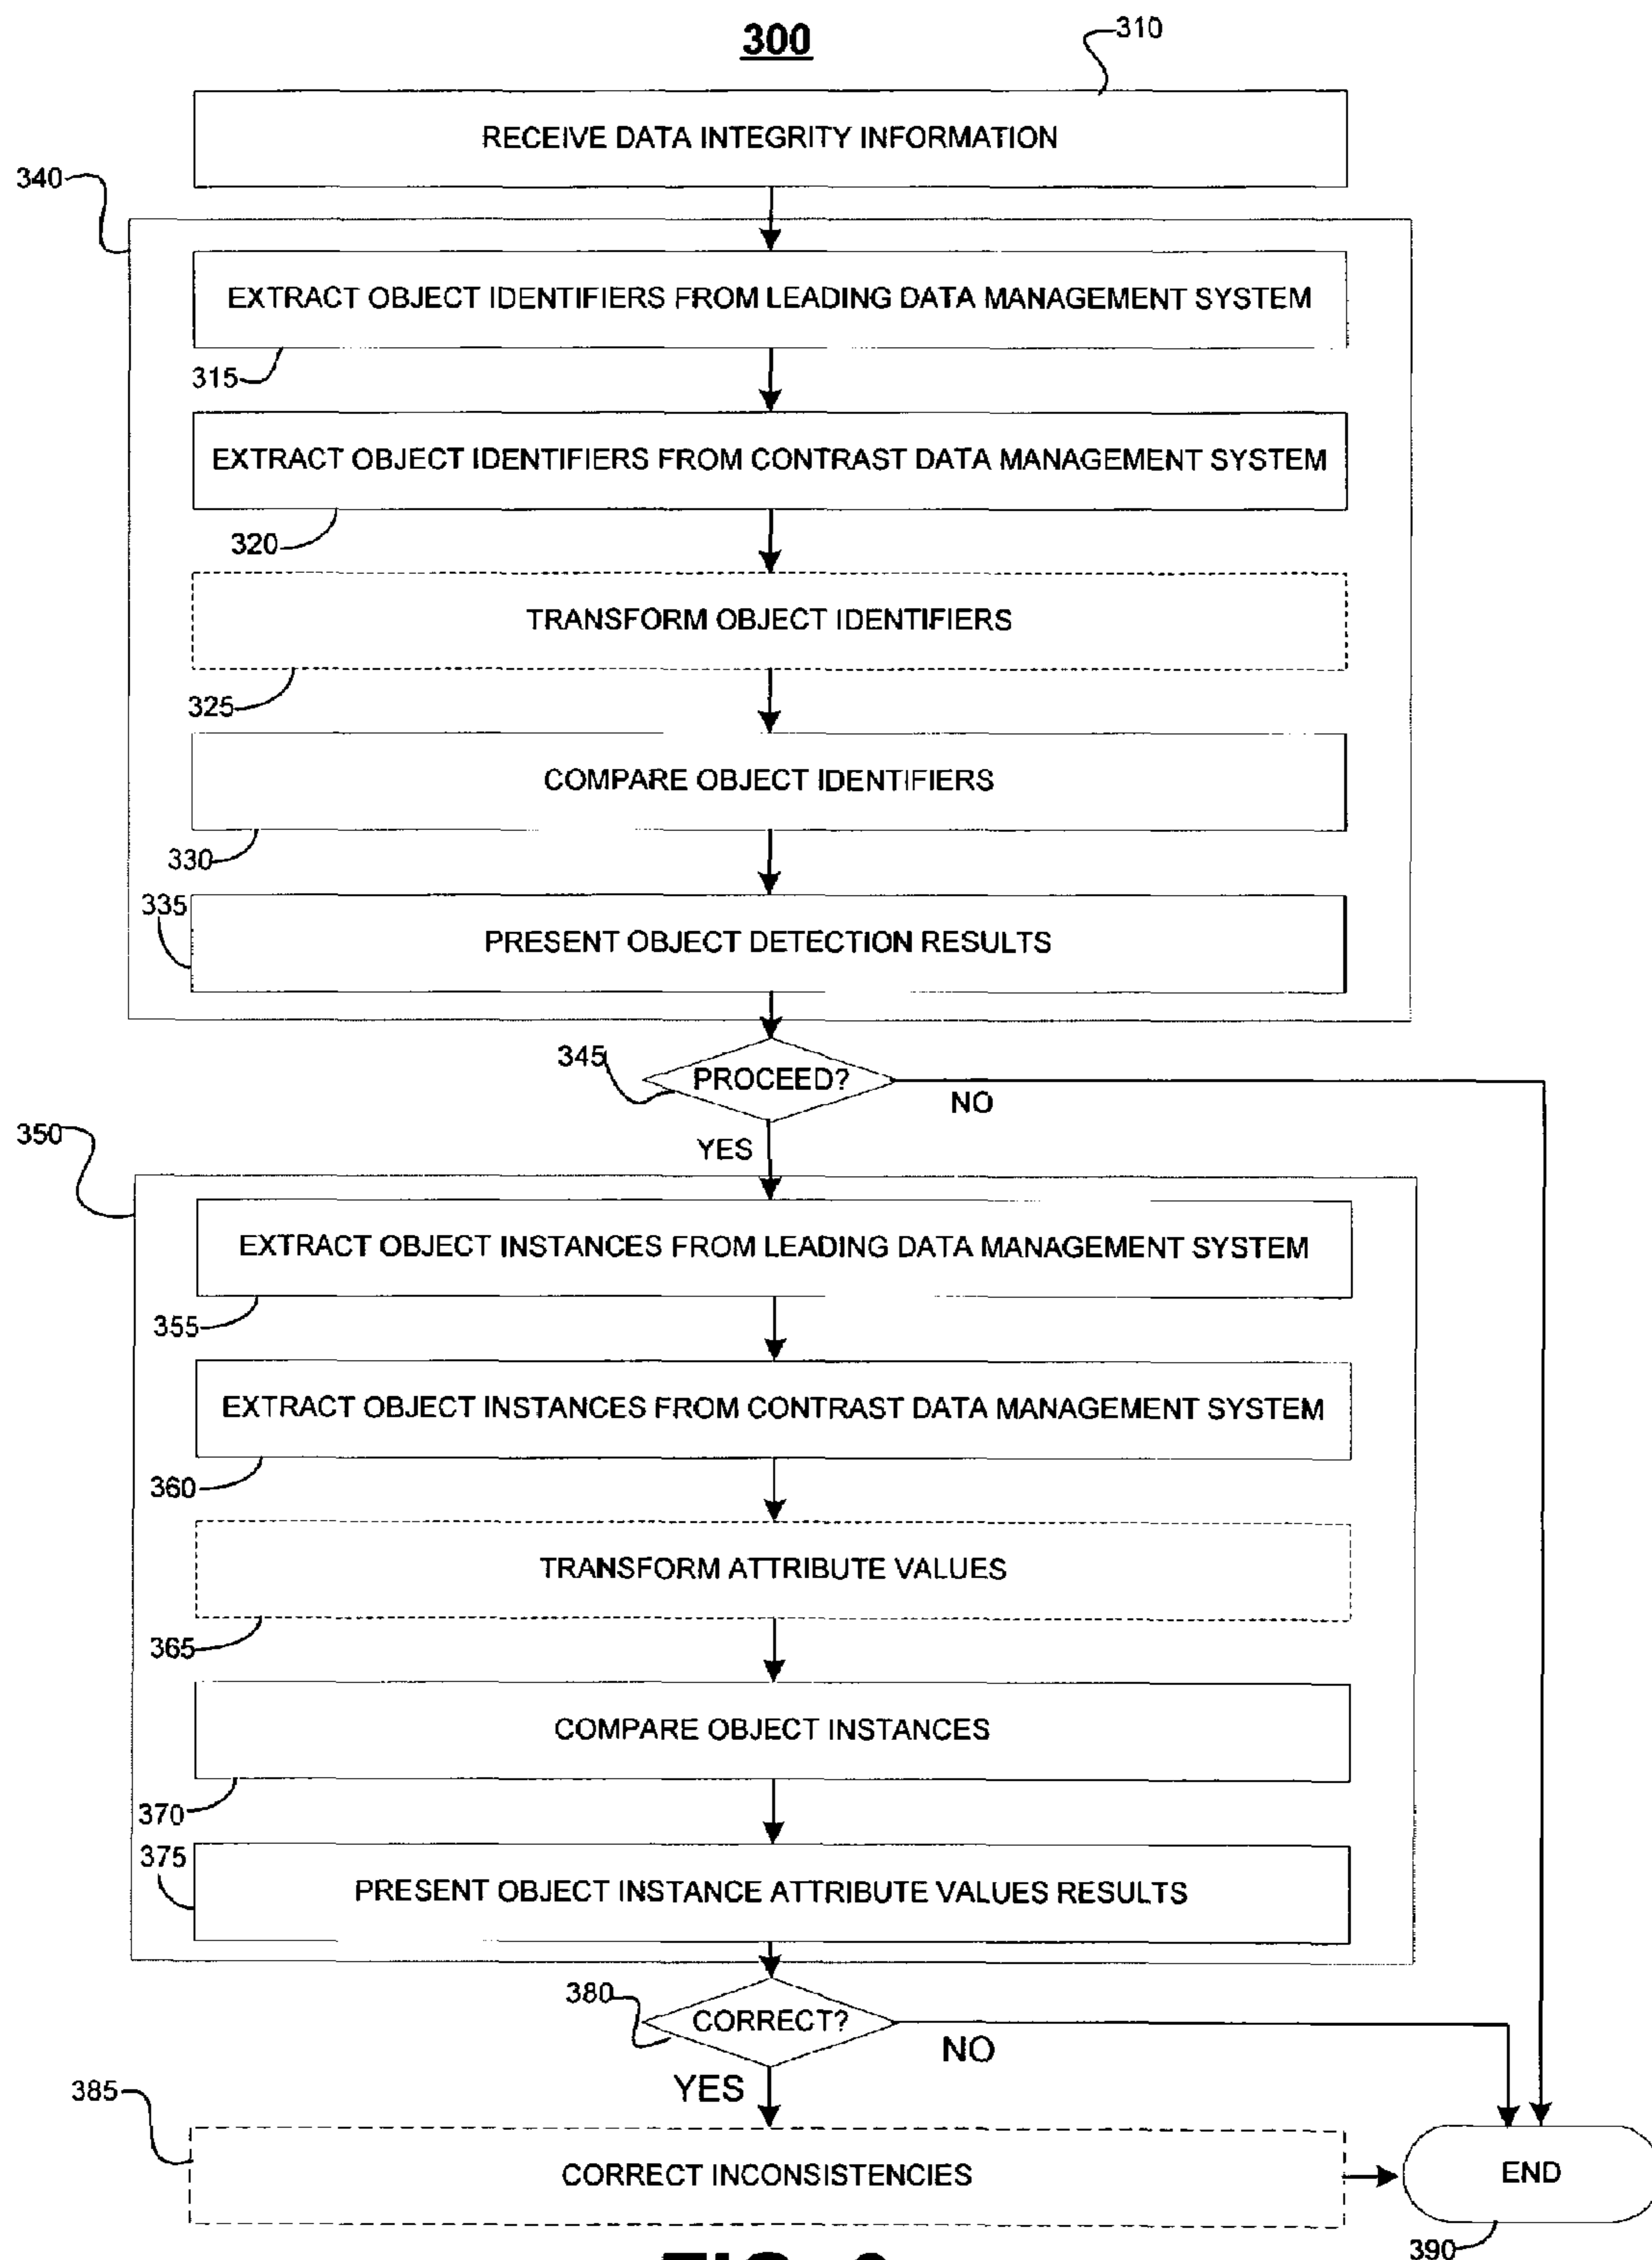 300
310
RECEIVE DATA INTEGRITY INFORMATION
340
EXTRACT OBJECT IDENTIFIERS FROM LEADING DATA MANAGEMENT SYSTEM
315
EXTRACT OBJECT IDENTIFIERS FROM CONTRAST DATA MANAGEMENT SYSTEM
320
TRANSFORM OBJECT IDENTIFIERS
325
COMPARE OBJECT IDENTIFIERS
330
335
PRESENT OBJECT DETECTION RESULTS
345
PROCEED?
NO
YES
350
EXTRACT OBJECT INSTANCES FROM LEADING DATA MANAGEMENT SYSTEM
355
EXTRACT OBJECT INSTANCES FROM CONTRAST DATA MANAGEMENT SYSTEM
360
TRANSFORM ATTRIBUTE VALUES
365
COMPARE OBJECT INSTANCES
370
375
PRESENT OBJECT INSTANCE ATTRIBUTE VALUES RESULTS
380
CORRECT?
NO
YES
385
CORRECT INCONSISTENCIES
END
390